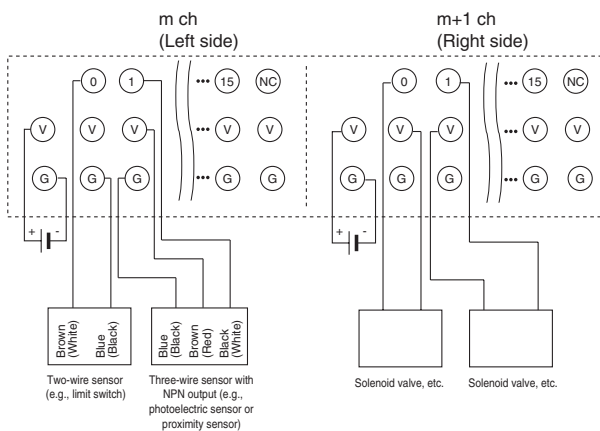 m ch
(Left side)
m+1 ch
(Right side)
0 1 ••• 15 NC
V V V ••• V V
G G G ••• G G
+ -
0 1 ••• 15 NC
V V V ••• V V
G G G ••• G G
+ -
Brown
(White)
Blue
(Black)
Blue
(Black)
Brown
(Red)
Black
(White)
Two-wire sensor
(e.g., limit switch)
Three-wire sensor with
NPN output (e.g.,
photoelectric sensor or
proximity sensor)
Solenoid valve, etc.
Solenoid valve, etc.